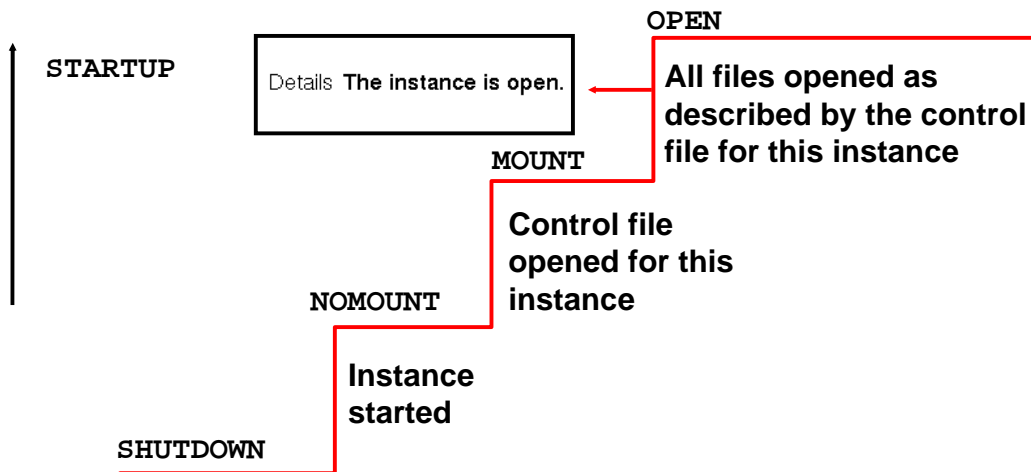 OPEN
STARTUP
Details The instance is open.
All files opened as
described by the control
file for this instance
MOUNT
Control file
opened for this
instance
NOMOUNT
Instance
started
SHUTDOWN